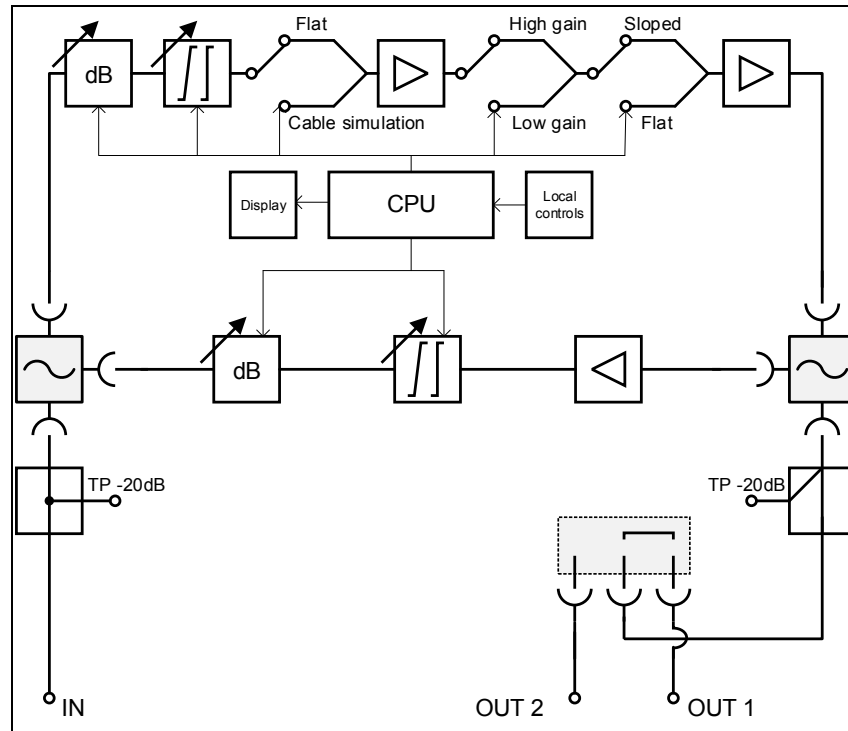 Flat
High gain
Sloped
dB
Cable simulation
Low gain
Flat
Display
CPU
Local
controls
dB
TP -20dB
TP -20dB
IN
OUT 2
OUT 1